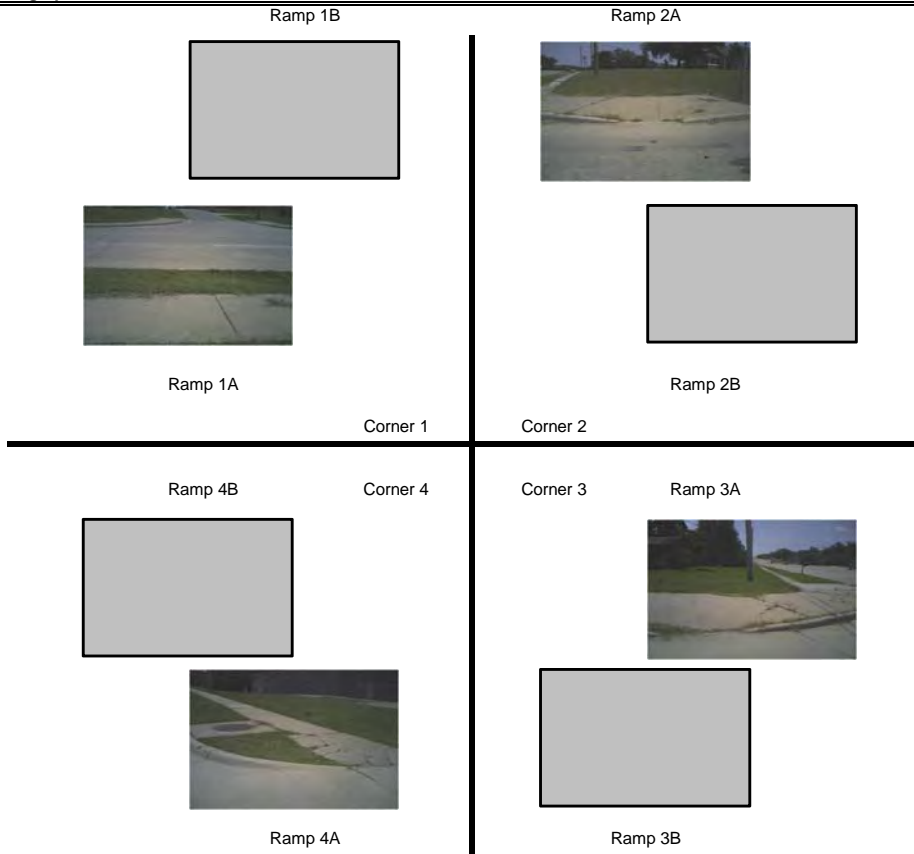 Ramp 1B Ramp 2A
Ramp 1A Ramp 2B
Corner 1 Corner 2
Ramp 4B Corner 4 Corner 3 Ramp 3A
Ramp 4A Ramp 3B